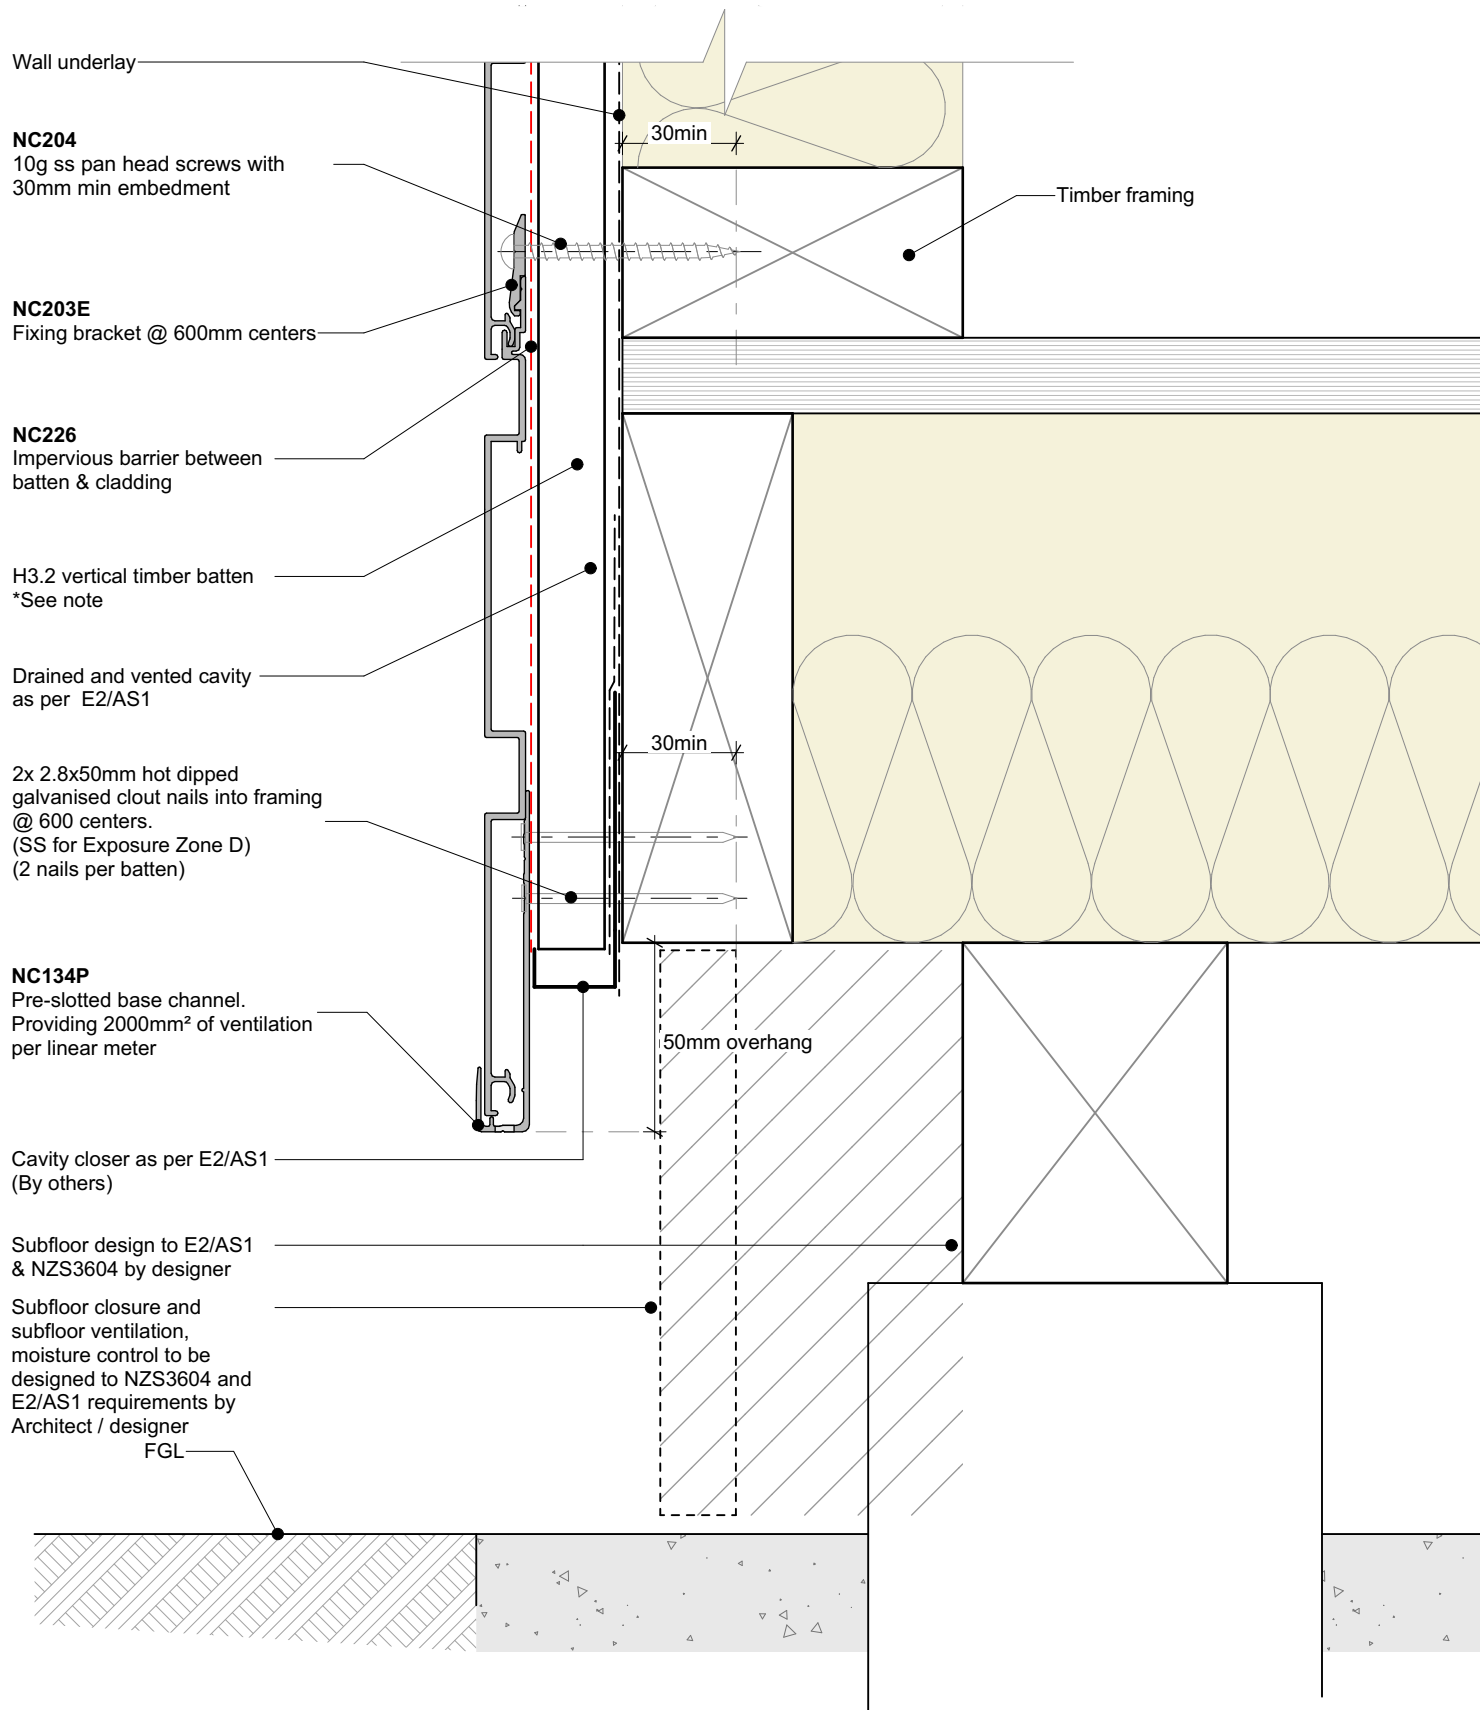 Wall underlay
NC204
10g ss pan head screws with
30mm min embedment
30min
Timber framing
NC203E
Fixing bracket @ 600mm centers
NC226
Impervious barrier between
batten & cladding
H3.2 vertical timber batten
*See note
Drained and vented cavity
as per  E2/AS1
30min
2x 2.8x50mm hot dipped
galvanised clout nails into framing
@ 600 centers.
(SS for Exposure Zone D)
(2 nails per batten)
NC134P
Pre-slotted base channel.
Providing 2000mm² of ventilation
per linear meter
50mm overhang
Cavity closer as per E2/AS1
(By others)
Subfloor design to E2/AS1
& NZS3604 by designer
Subfloor closure and
subfloor ventilation,
moisture control to be
designed to NZS3604 and
E2/AS1 requirements by
Architect / designer
FGL